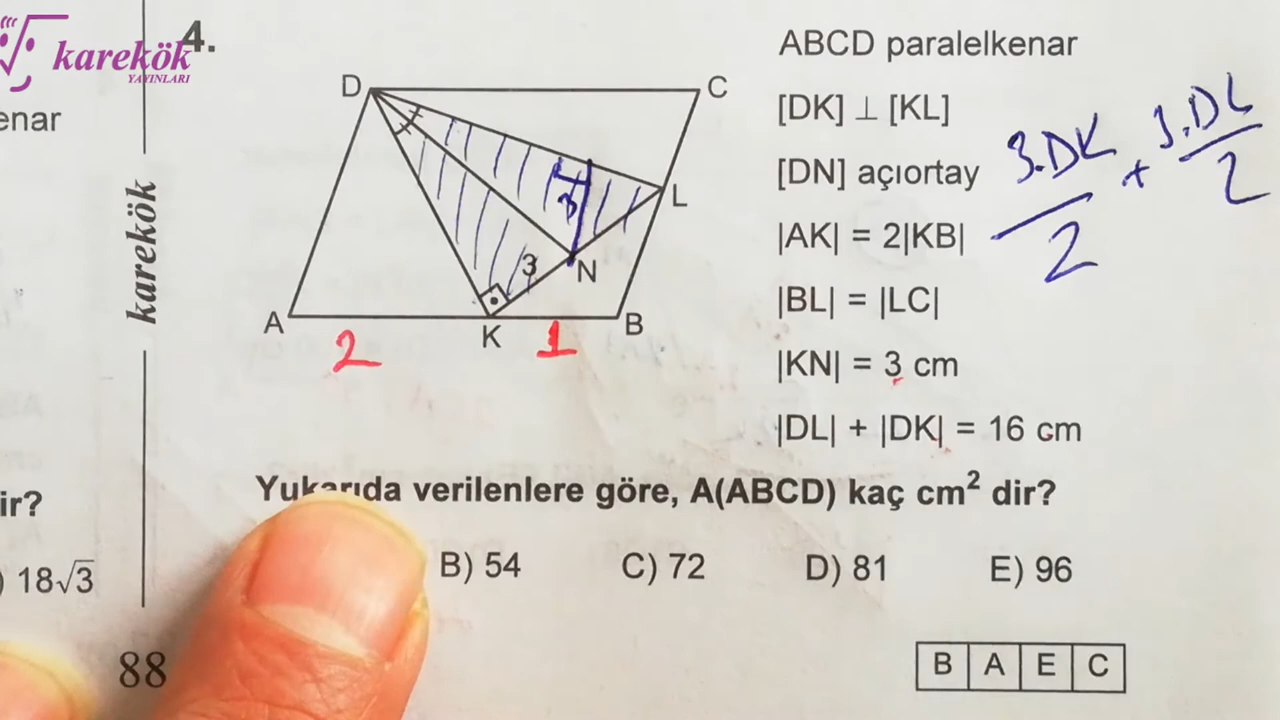 karekök
YAYINLARI
4.
enar
karekök
ir?
18√3
88
D
C
L
N
3
3
A
K
B
2
1
ABCD paralelkenar
[DK] ⊥ [KL]
[DN] açıortay
|AK| = 2|KB|
|BL| = |LC|
|KN| = 3 cm
|DL| + |DK| = 16 cm
3.DK/2 + 3.DL/2
verilenlere göre, A(ABCD) kaç cm² dir?
B) 54 C) 72 D) 81 E) 96
B A E C